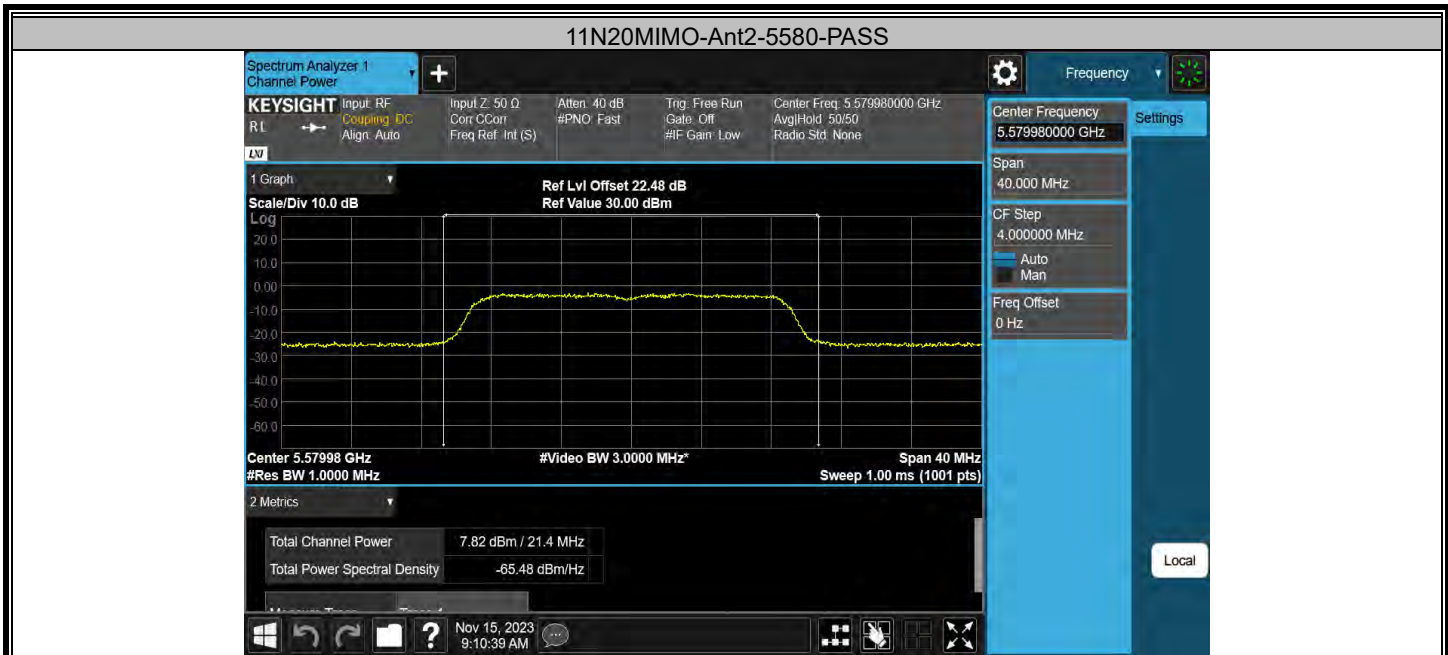 11N20MIMO-Ant2-5580-PASS
Spectrum Analyzer 1
Channel Power
Frequency
KEYSIGHT
RL
LXI
Input: RF
Coupling: DC
Align: Auto
Input Z: 50 Ω
Corr CCorr
Freq Ref: Int (S)
Atten: 40 dB
#PNO: Fast
Trig: Free Run
Gate: Off
#IF Gain: Low
Center Freq: 5.579980000 GHz
Avg|Hold: 50/50
Radio Std: None
Center Frequency
5.579980000 GHz
Settings
Span
40.000 MHz
CF Step
4.000000 MHz
Auto
Man
Freq Offset
0 Hz
1 Graph
Ref Lvl Offset 22.48 dB
Scale/Div 10.0 dB
Ref Value 30.00 dBm
Log
20.0
10.0
0.00
-10.0
-20.0
-30.0
-40.0
-50.0
-60.0
Center 5.57998 GHz
#Video BW 3.0000 MHz*
Span 40 MHz
#Res BW 1.0000 MHz
Sweep 1.00 ms (1001 pts)
2 Metrics
Total Channel Power 7.82 dBm / 21.4 MHz
Total Power Spectral Density -65.48 dBm/Hz
Local
?
Nov 15, 2023
9:10:39 AM